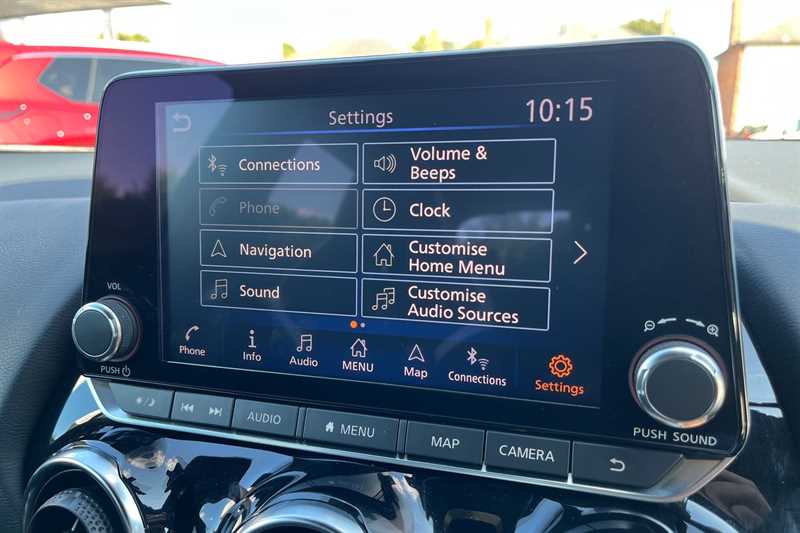 Settings
10:15
Connections
Volume &
Beeps
Phone
Clock
Navigation
Customise
Home Menu
Sound
Customise
Audio Sources
Phone
Info
Audio
MENU
Map
Connections
Settings
VOL
PUSH
AUDIO
MENU
MAP
CAMERA
PUSH SOUND